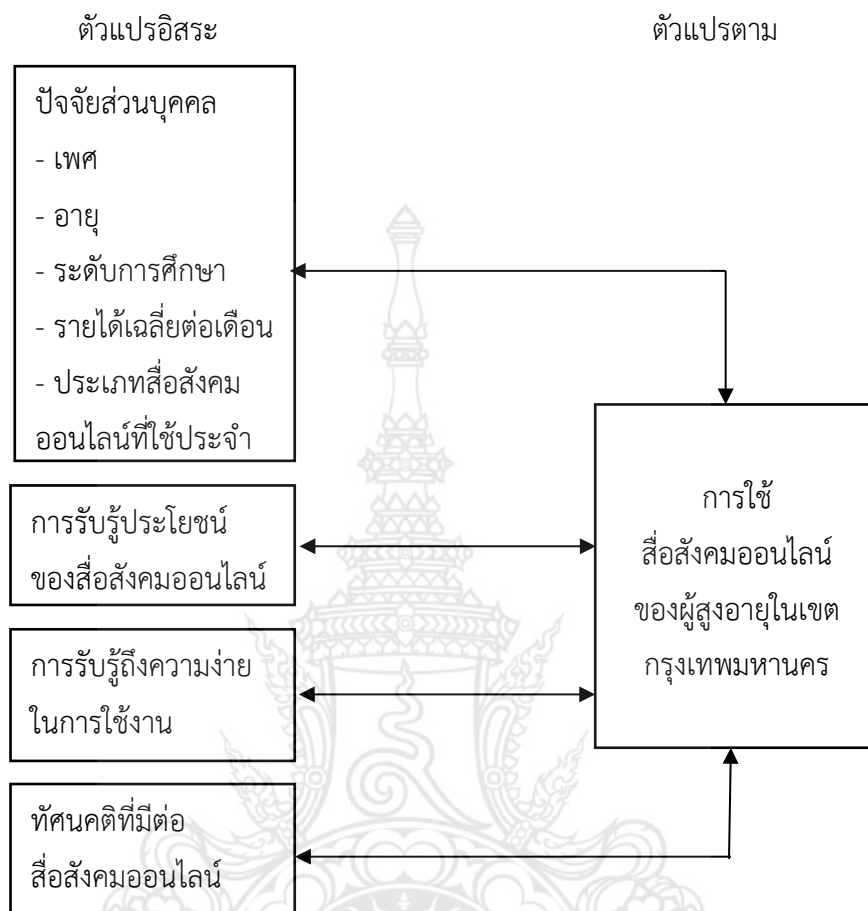 ตัวแปรอิสระ
ตัวแปรตาม
ปัจจัยส่วนบุคคล
- เพศ
- อายุ
- ระดับการศึกษา
- รายได้เฉลี่ยต่อเดือน
- ประเภทสื่อสังคม
ออนไลน์ที่ใช้ประจำ
การรับรู้ประโยชน์
ของสื่อสังคมออนไลน์
การรับรู้ถึงความง่าย
ในการใช้งาน
ทัศนคติที่มีต่อ
สื่อสังคมออนไลน์
การใช้
สื่อสังคมออนไลน์
ของผู้สูงอายุในเขต
กรุงเทพมหานคร